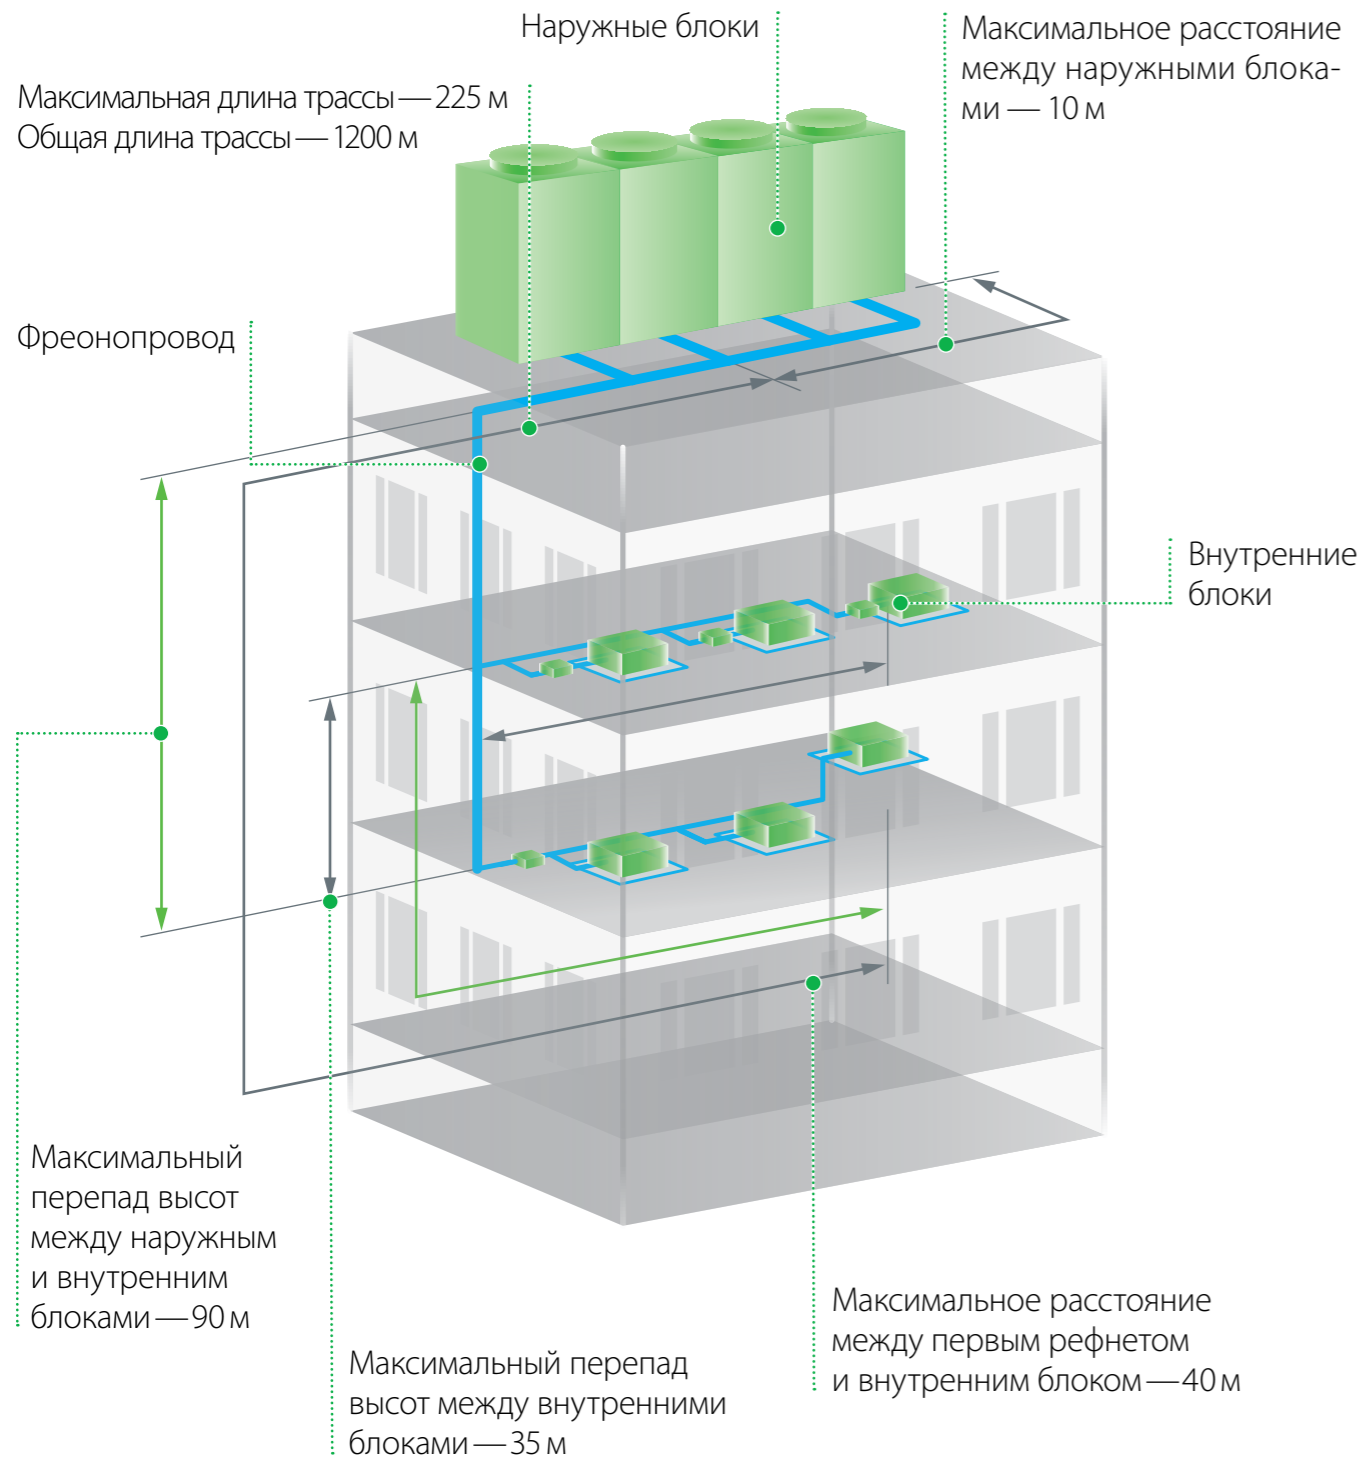 Наружные блоки
Максимальное расстояние
между наружными блока-
ми — 10 м
Максимальная длина трассы — 225 м
Общая длина трассы — 1200 м
Фреонопровод
Внутренние
блоки
Максимальный
перепад высот
между наружным
и внутренним
блоками — 90 м
Максимальный перепад
высот между внутренними
блоками — 35 м
Максимальное расстояние
между первым рефнетом
и внутренним блоком — 40 м